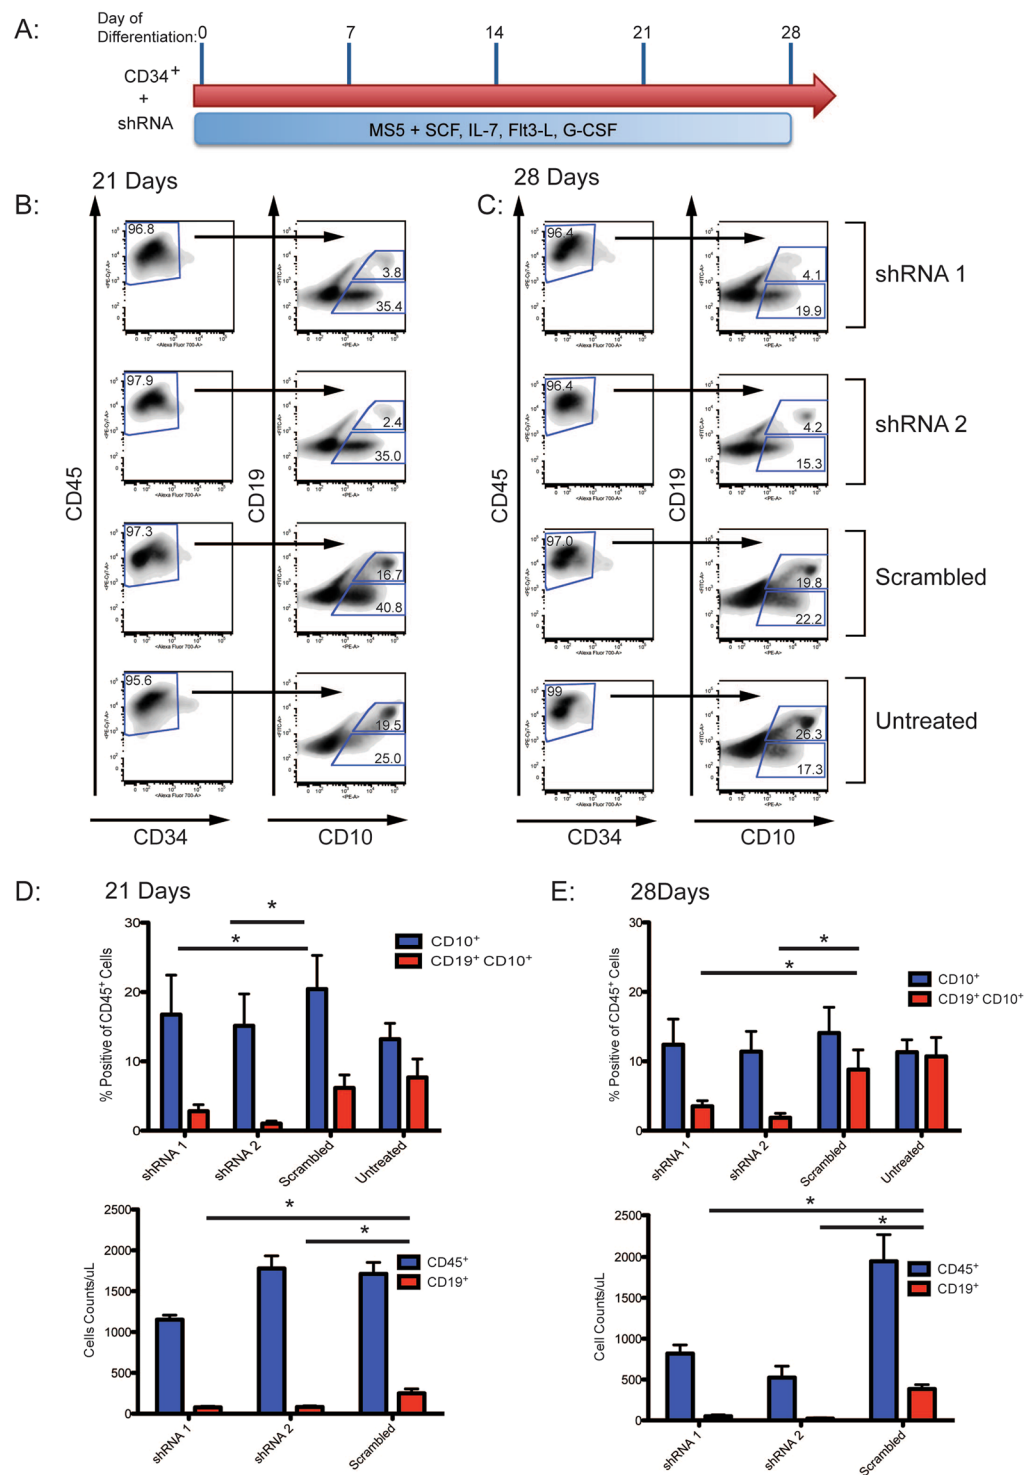 A:
Day of
Differentiation:
0 7 14 21 28
CD34+
+
shRNA
MS5 + SCF, IL-7, Flt3-L, G-CSF
B:
21 Days
C:
28 Days
96.8
3.8
35.4
96.4
4.1
19.9
shRNA 1
97.9
2.4
35.0
96.4
4.2
15.3
shRNA 2
97.3
16.7
40.8
97.0
19.8
22.2
Scrambled
95.6
19.5
25.0
99
26.3
17.3
Untreated
<PE-Cy7-A>
<FITC-A>
<Alexa Fluor 700-A>
<PE-A>
CD45
CD19
CD45
CD19
CD34
CD10
CD34
CD10
D:
21 Days
% Positive of CD45+ Cells
30
20
10
0
*
*
CD10+
CD19+ CD10+
shRNA 1
shRNA 2
Scrambled
Untreated
Cells Counts/uL
2500
2000
1500
1000
500
0
*
*
CD45+
CD19+
shRNA 1
shRNA 2
Scrambled
E:
28Days
% Positive of CD45+ Cells
30
20
10
0
*
*
CD10+
CD19+ CD10+
shRNA 1
shRNA 2
Scrambled
Untreated
Cell Counts/uL
2500
2000
1500
1000
500
0
*
*
CD45+
CD19+
shRNA 1
shRNA 2
Scrambled